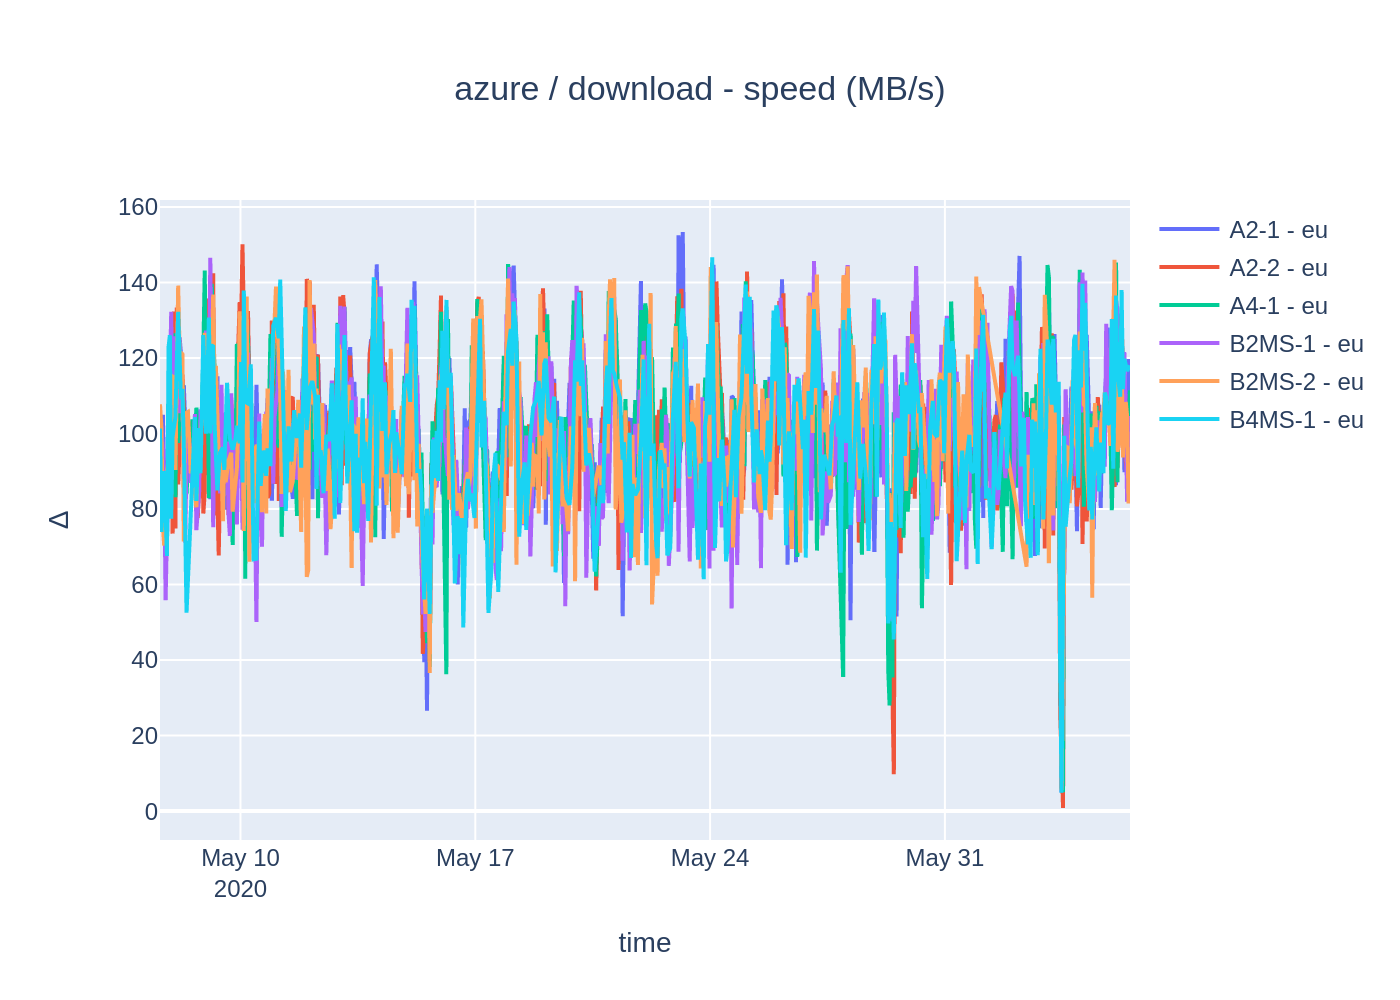 azure / download - speed (MB/s)
160
140
120
100
80
60
40
20
0
Δ
May 10
2020
May 17
May 24
May 31
time
A2-1 - eu
A2-2 - eu
A4-1 - eu
B2MS-1 - eu
B2MS-2 - eu
B4MS-1 - eu